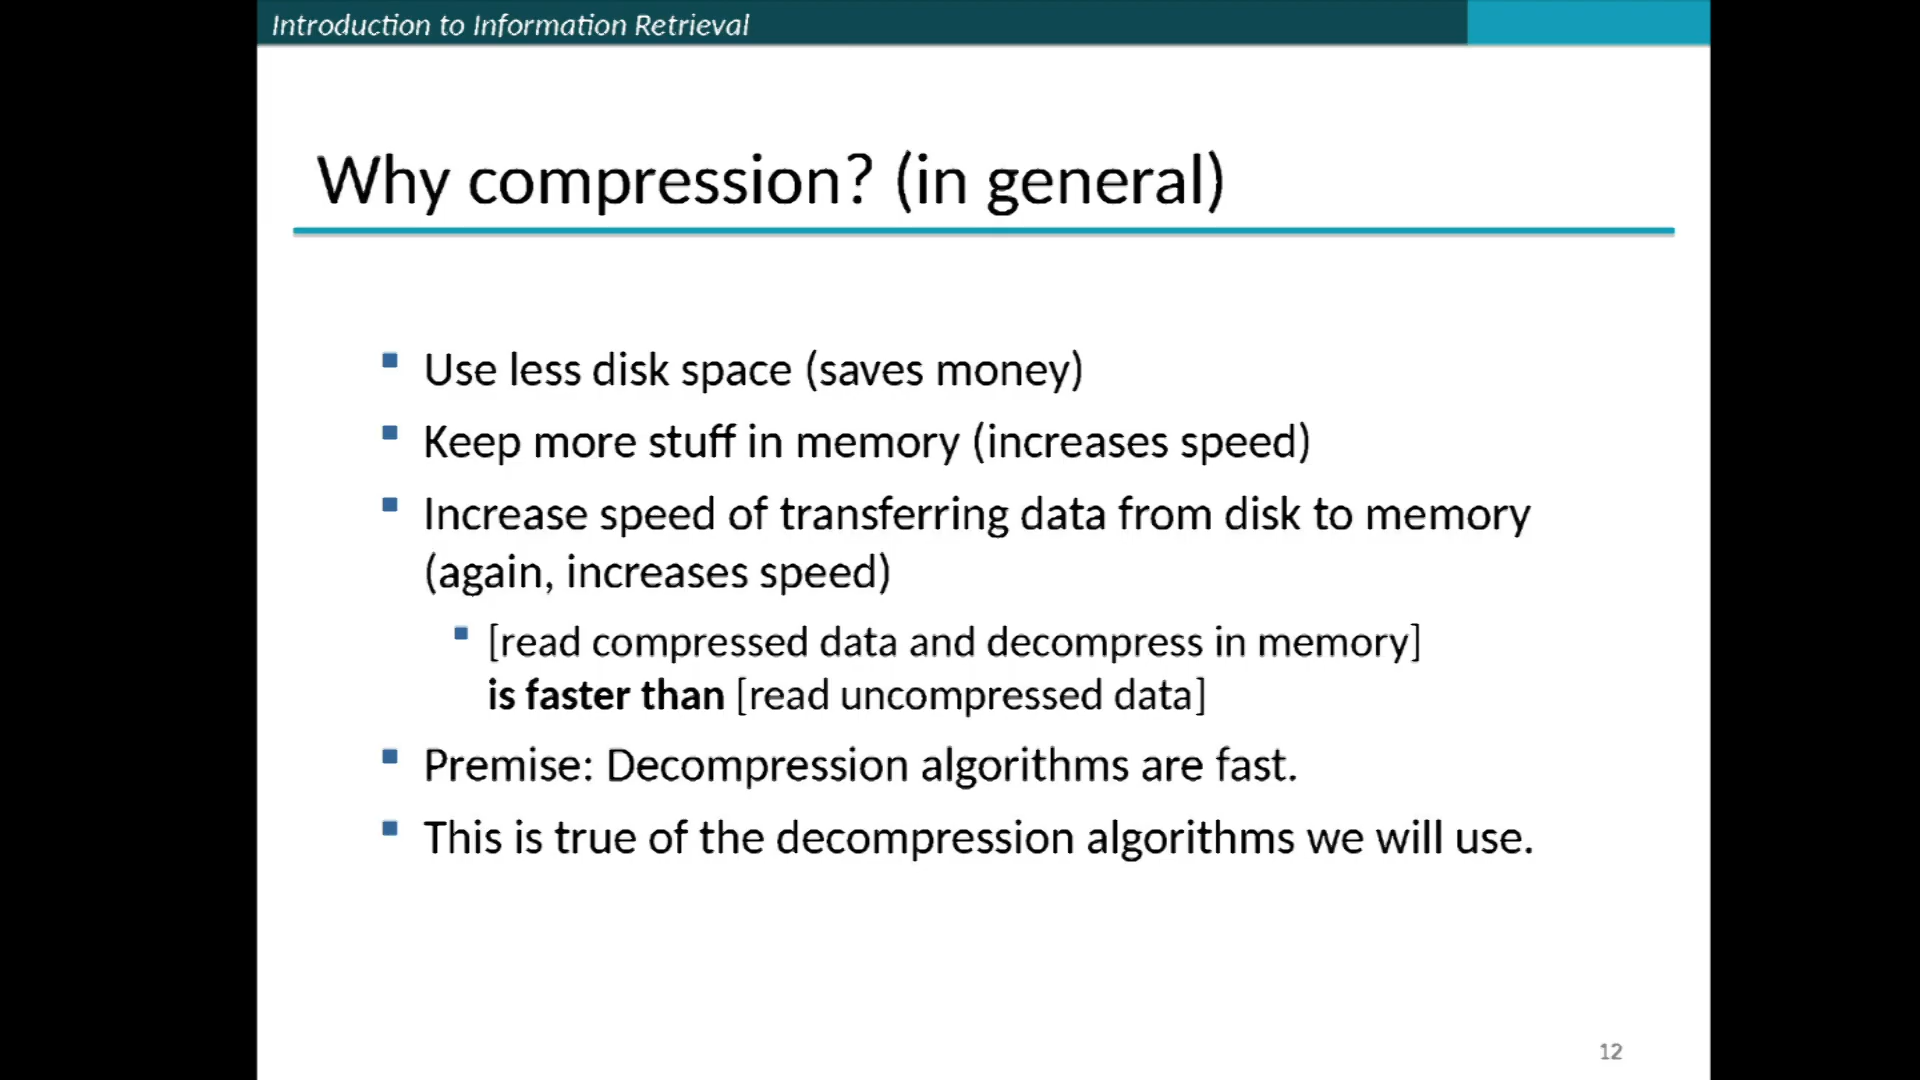 Introduction to Information Retrieval
Why compression? (in general)
Use less disk space (saves money)
Keep more stuff in memory (increases speed)
Increase speed of transferring data from disk to memory
(again, increases speed)
[read compressed data and decompress in memory]
is faster than [read uncompressed data]
Premise: Decompression algorithms are fast.
This is true of the decompression algorithms we will use.
12